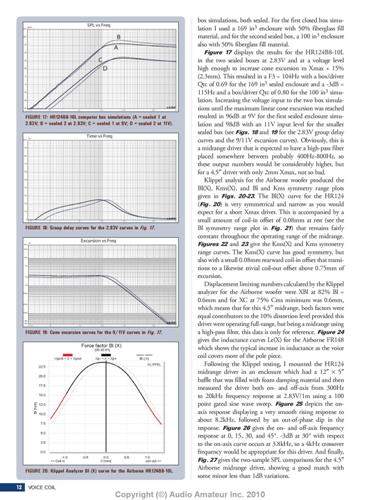 SPL vs Freq
B
A
C
D
FIGURE 17: HR124B8-10L computer box simulations (A = sealed 1 at
2.83V; B = sealed 2 at 2.83V; C = sealed 1 at 9V; D = sealed 2 at 11V).
Time vs Freq
FIGURE 18: Group delay curves for the 2.83V curves in Fig. 17.
Excursion vs Freq
FIGURE 19: Cone excursion curves for the 9/11V curves in Fig. 17.
Force factor Bl (X)
FIGURE 20: Klippel Analyzer Bl (X) curve for the Airborne HR124B8-10L
box simulations, both sealed. For the first closed box simu-
lation I used a 169 in³ enclosure with 50% fiberglass fill
material, and for the second sealed box, a 100 in³ enclosure
also with 50% fiberglass fill material.
Figure 17 displays the results for the HR124B8-10L
in the two sealed boxes at 2.83V and at a voltage level
high enough to increase cone excursion to Xmax + 15%
(2.3mm). This resulted in a F3 = 104Hz with a box/driver
Qtc of 0.69 for the 169 in³ sealed enclosure and a -3dB =
115Hz and a box/driver Qtc of 0.80 for the 100 in³ simu-
lation. Increasing the voltage input to the two box simula-
tions until the maximum linear cone excursion was reached
resulted in 96dB at 9V for the first sealed enclosure simu-
lation and 98dB with an 11V input level for the smaller
sealed box (see Figs. 18 and 19 for the 2.83V group delay
curves and the 9/11V excursion curves). Obviously, this is
a midrange driver that is expected to have a high-pass filter
placed somewhere between probably 400Hz-800Hz, so
these output numbers would be considerably higher, but
for a 4.5" driver with only 2mm Xmax, not so bad.
Klippel analysis for the Airborne woofer produced the
Bl(X), Kms(X), and Bl and Kms symmetry range plots
given in Figs. 20-23. The Bl(X) curve for the HR124
(Fig. 20) is very symmetrical and narrow as you would
expect for a short Xmax driver. This is accompanied by a
small amount of coil-in offset of 0.08mm at rest (see the
Bl symmetry range plot in Fig. 21) that remains fairly
constant throughout the operating range of the midrange.
Figures 22 and 23 give the Kms(X) and Kms symmetry
range curves. The Kms(X) curve has good symmetry, but
also with a small 0.08mm rearward coil-in offset that transi-
tions to a likewise trivial coil-out offset above 0.75mm of
excursion.
Displacement limiting numbers calculated by the Klippel
analyzer for the Airborne woofer were XBl at 82% Bl =
0.6mm and for XC at 75% Cms minimum was 0.6mm,
which means that for this 4.5" midrange, both factors were
equal contributors to the 10% distortion level provided this
driver were operating full-range, but being a midrange using
a high-pass filter, this data is only for reference. Figure 24
gives the inductance curves Le(X) for the Airborne FR148
which shows the typical increase in inductance as the voice
coil covers more of the pole piece.
Following the Klippel testing, I mounted the HR124
midrange driver in an enclosure which had a 12" × 5"
baffle that was filled with foam damping material and then
measured the driver both on- and off-axis from 300Hz
to 20kHz frequency response at 2.83V/1m using a 100
point gated sine wave sweep. Figure 25 depicts the on-
axis response displaying a very smooth rising response to
about 8.2kHz, followed by an out-of-phase dip in the
response. Figure 26 gives the on- and off-axis frequency
response at 0, 15, 30, and 45°. -3dB at 30° with respect
to the on-axis curve occurs at 3.8kHz, so a 4kHz crossover
frequency would be appropriate for this driver. And finally,
Fig. 27 gives the two-sample SPL comparisons for the 4.5"
Airborne midrange driver, showing a good match with
some minor less than 1dB variations.
12 VOICE COIL
Copyright (©) Audio Amateur Inc. 2010